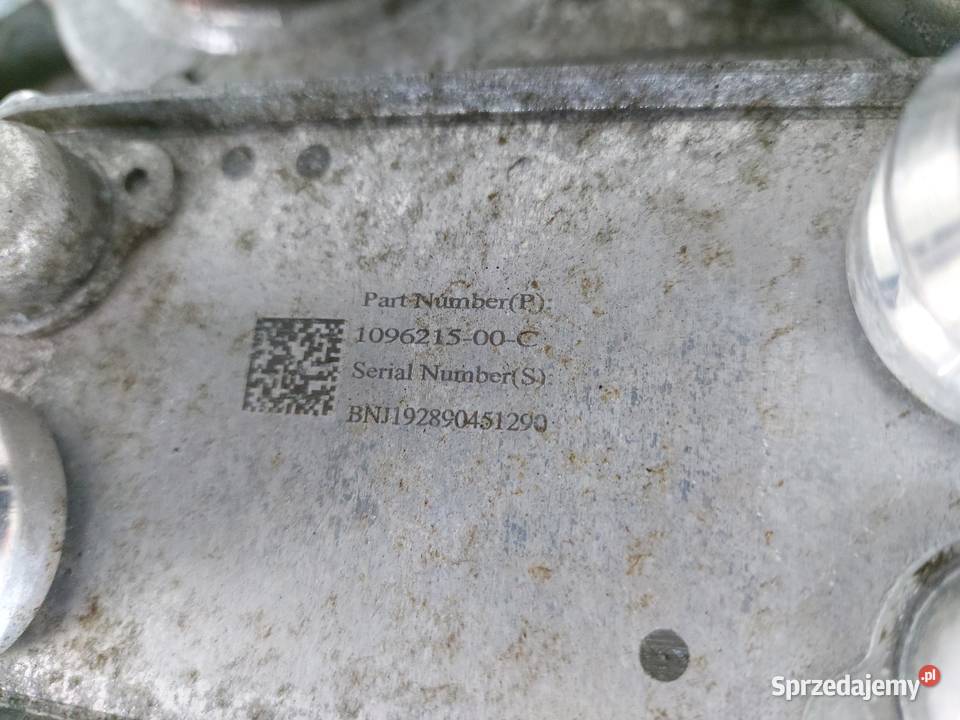 Part Number(P):
1096215-00-C
Serial Number(S):
BNJ192890451290
Sprzedajemy.pl